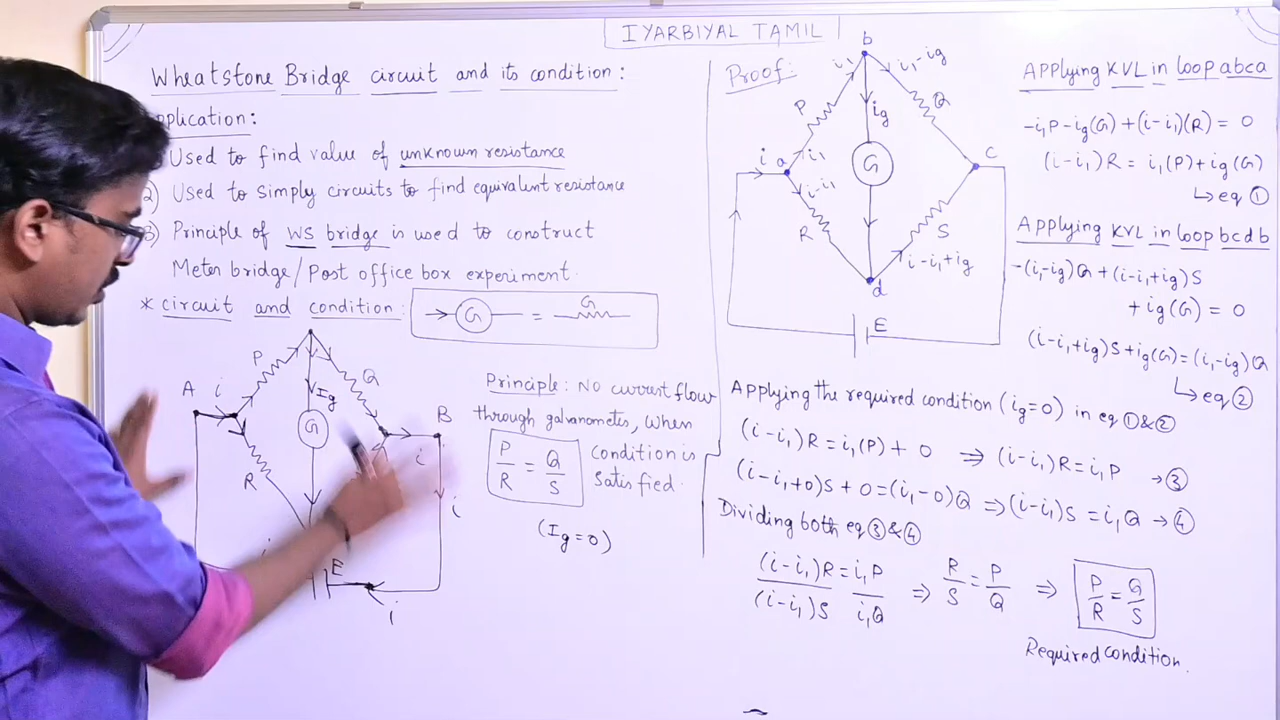 IYARBIYAL TAMIL
Wheatstone Bridge circuit and its condition:
pplication:
Used to find value of unknown resistance
2) Used to simply circuits to find equivalent resistance
3) Principle of WS bridge is used to construct
Meter bridge/Post office box experiment.
* circuit and condition:
G = G
P
Q
A i
Ig
G
B
R
i
i
E
i
Principle: No current flow
through galvanometer, when
P/R = Q/S condition is
satisfied.
(Ig=0)
Proof:
b
i1 i1-ig
P Q
ig
i a i1 G c
i-i1
R S
i-i1+ig
d
E
Applying KVL in loop abca
-i1P-ig(G)+(i-i1)(R) = 0
(i-i1)R = i1(P)+ig(G)
↳eq ①
Applying KVL in loop bcdb
-(i1-ig)Q+(i-i1+ig)S
+ig(G) = 0
(i-i1+ig)S+ig(G)=(i1-ig)Q
↳eq ②
Applying the required condition (ig=0) in eq ①&②
(i-i1)R=i1(P)+0 ⇒(i-i1)R=i1P →③
(i-i1+0)S+0=(i1-0)Q ⇒(i-i1)S=i1Q →④
Dividing both eq ③&④
(i-i1)R/(i-i1)S = i1P/i1Q ⇒ R/S = P/Q ⇒ P/R = Q/S
Required condition.